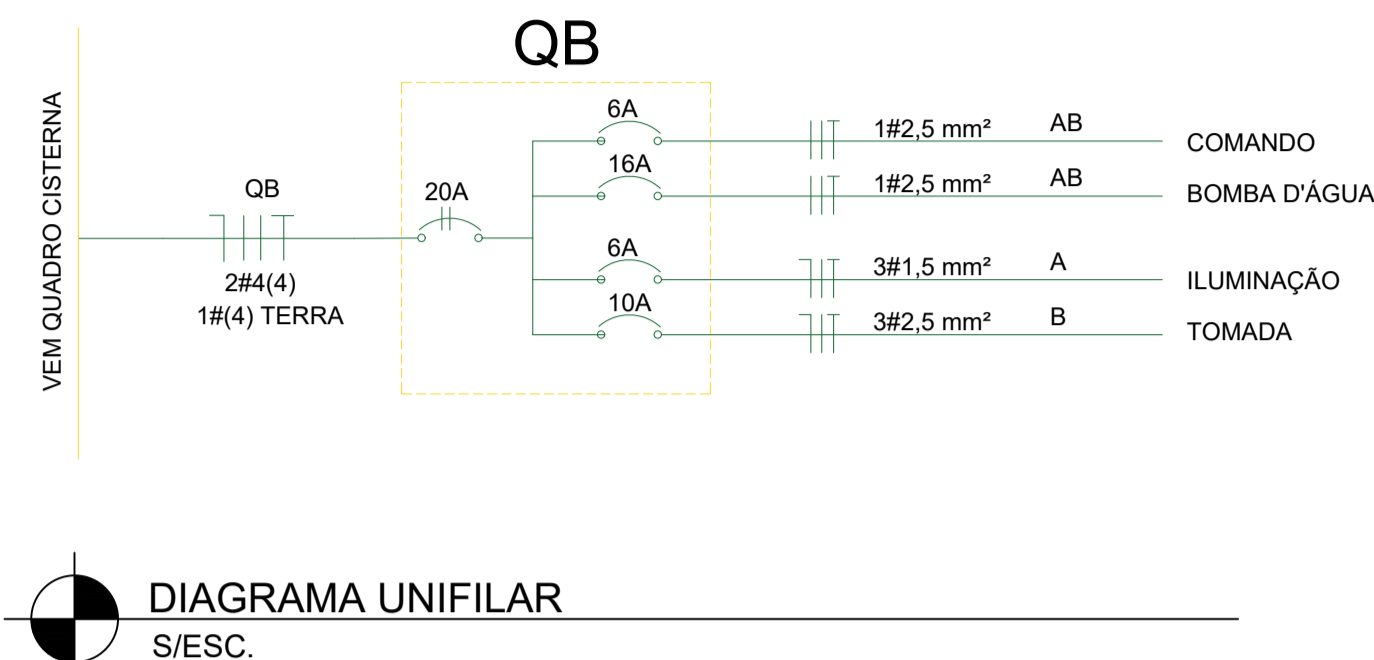 QB
VEM QUADRO CISTERNA
QB
2#4(4)
1#(4) TERRA
20A
6A
1#2,5 mm²
AB
COMANDO
16A
1#2,5 mm²
AB
BOMBA D'ÁGUA
6A
3#1,5 mm²
A
ILUMINAÇÃO
10A
3#2,5 mm²
B
TOMADA
DIAGRAMA UNIFILAR
S/ESC.